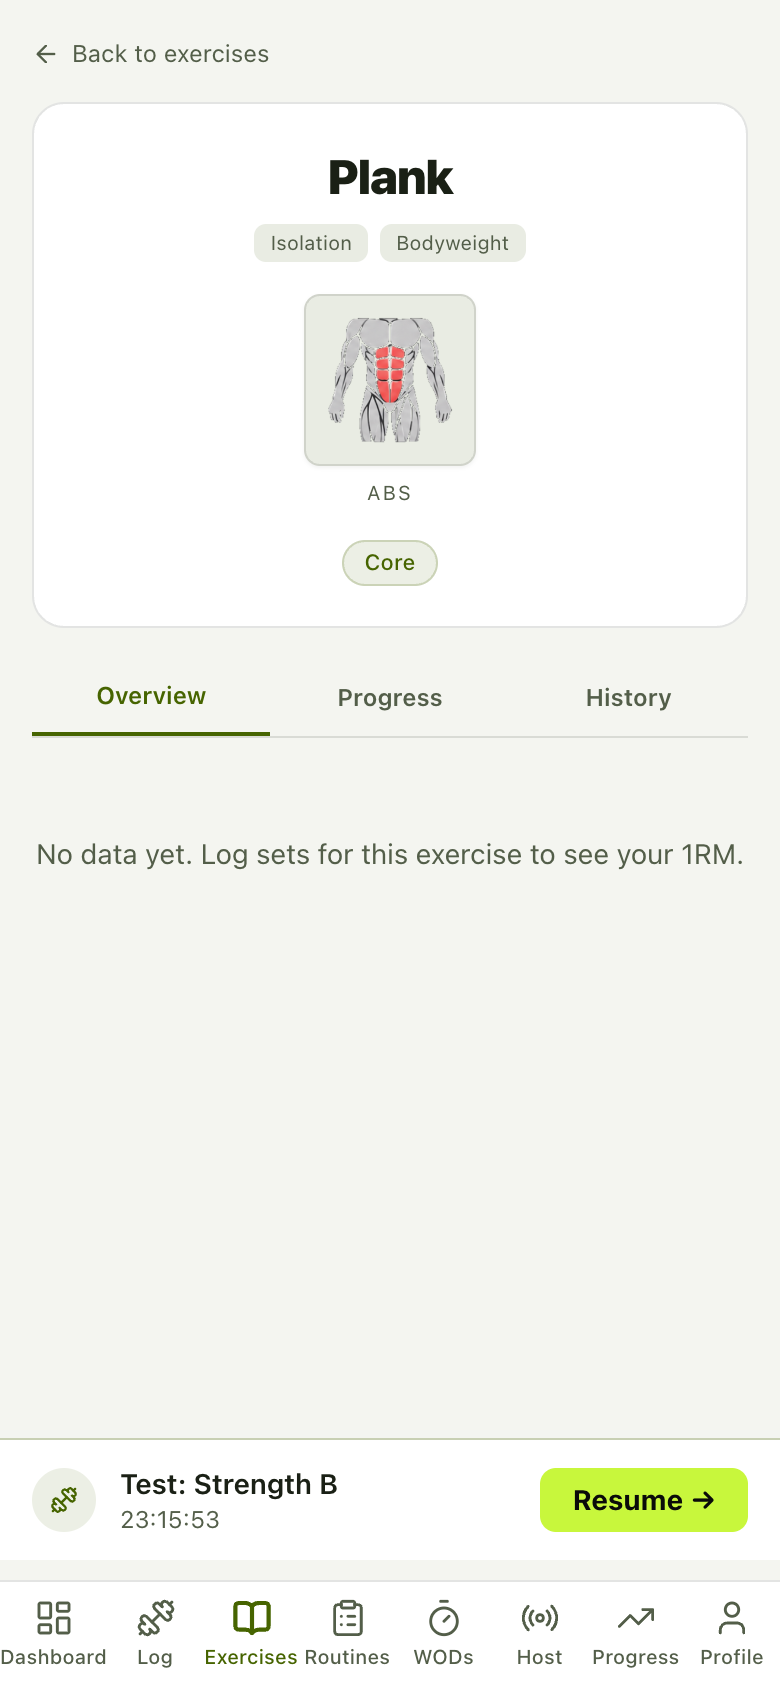 Back to exercises
Plank
Isolation
Bodyweight
ABS
Core
Overview
Progress
History
No data yet. Log sets for this exercise to see your 1RM.
Test: Strength B
23:15:53
Resume →
Dashboard
Log
Exercises
Routines
WODs
Host
Progress
Profile